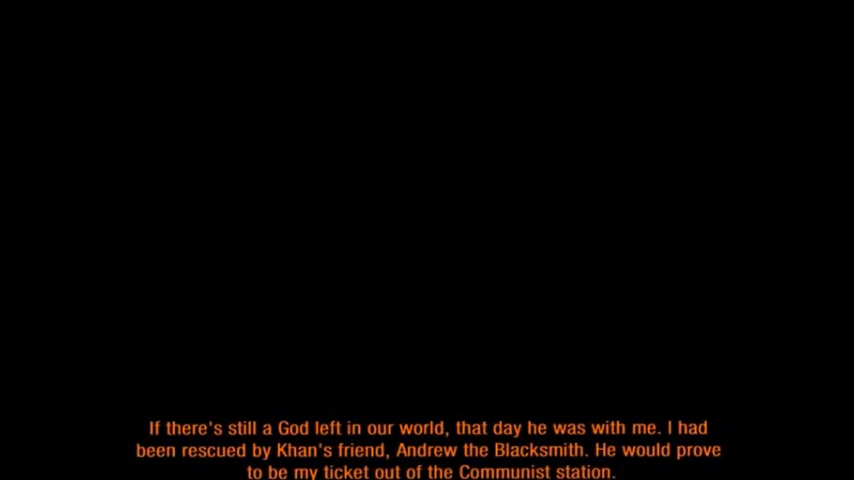 If there's still a God left in our world, that day he was with me. I had
been rescued by Khan's friend, Andrew the Blacksmith. He would prove
to be my ticket out of the Communist station.